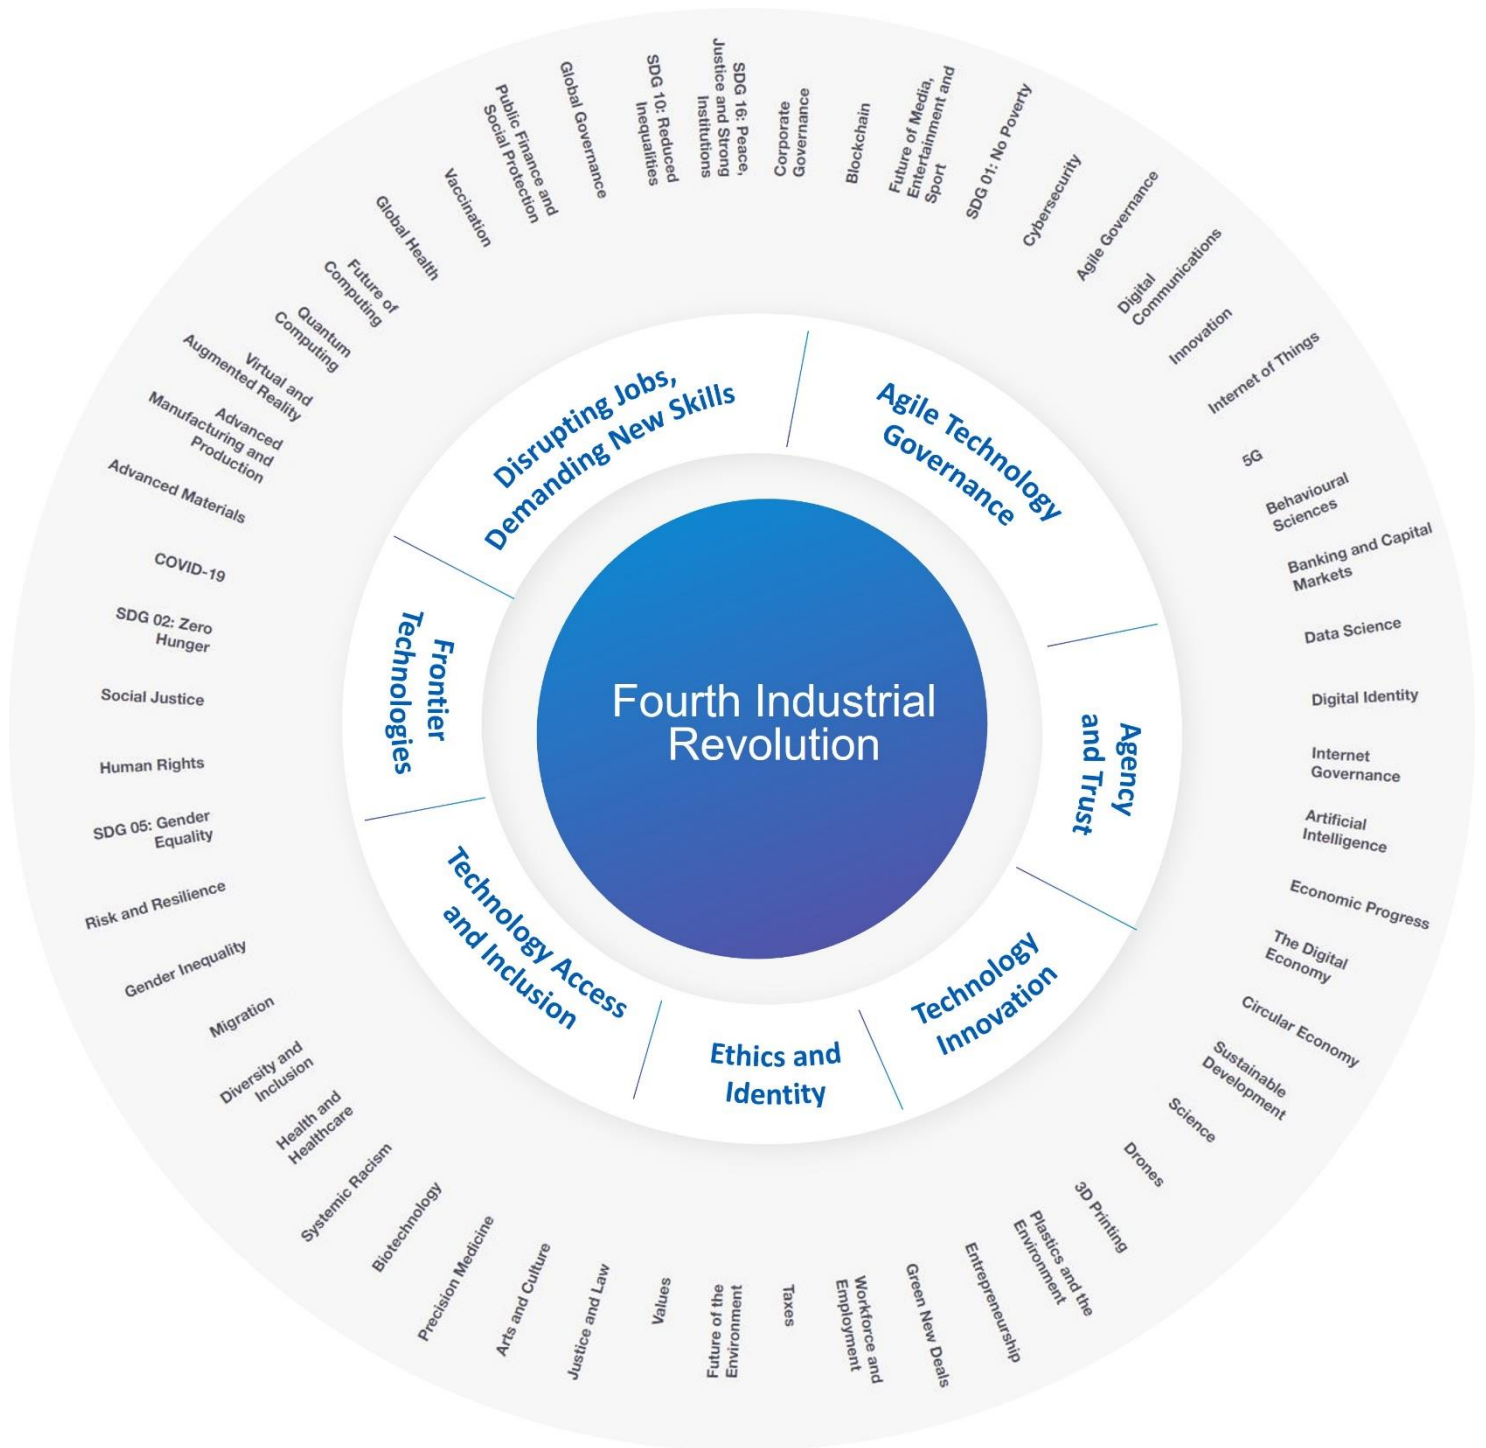 Fourth Industrial
Revolution
Agile Technology
Governance
Agency
and Trust
Technology
Innovation
Ethics and
Identity
Technology Access
and Inclusion
Frontier
Technologies
Disrupting Jobs,
Demanding New Skills
SDG 16: Peace,
Justice and Strong
Institutions
Corporate
Governance
Blockchain
Future of Media,
Entertainment and
Sport
SDG 01: No Poverty
Cybersecurity
Agile Governance
Digital
Communications
Innovation
Internet of Things
5G
Behavioural
Sciences
Banking and Capital
Markets
Data Science
Digital Identity
Internet
Governance
Artificial
Intelligence
Economic Progress
The Digital
Economy
Circular Economy
Sustainable
Development
Science
Drones
3D Printing
Plastics and the
Environment
Entrepreneurship
Green New Deals
Workforce and
Employment
Taxes
Future of the
Environment
Values
Justice and Law
Arts and Culture
Precision Medicine
Biotechnology
Systemic Racism
Health and
Healthcare
Diversity and
Inclusion
Migration
Gender Inequality
Risk and Resilience
SDG 05: Gender
Equality
Human Rights
Social Justice
SDG 02: Zero
Hunger
COVID-19
Advanced Materials
Advanced
Manufacturing and
Production
Virtual and
Augmented Reality
Quantum
Computing
Future of
Computing
Global Health
Vaccination
Public Finance and
Social Protection
Global Governance
SDG 10: Reduced
Inequalities